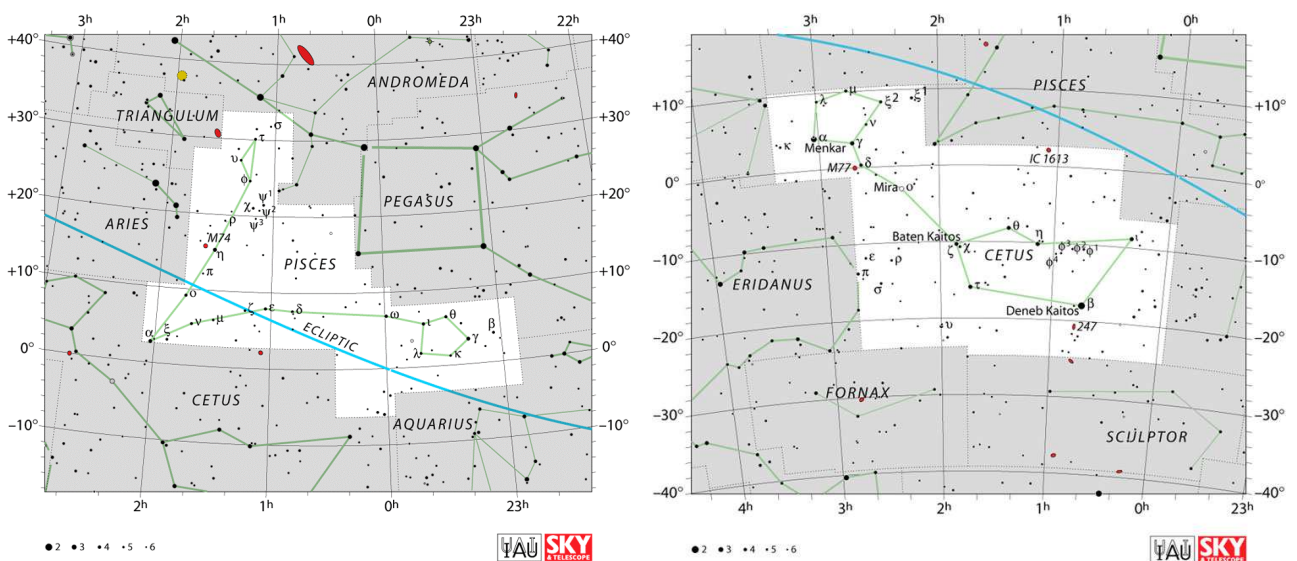 3h 2h 1h 0h 23h 22h
+40° +40°
ANDROMEDA
TRIANGULUM
+30° +30°
σ
τ
υ
φ
+20° +20°
ψ1
χ ψ2
ρ ψ3
PEGASUS
ARIES
M74
η
π
PISCES
+10° +10°
ο
ζ ε δ
ν μ
ω
ι θ β
ξ
α
γ
ECLIPTIC
0° 0°
λ κ
CETUS
AQUARIUS
−10° −10°
2h 1h 0h 23h
2 3 4 5 6
IAU SKY
& TELESCOPE
3h 2h 1h 0h
PISCES
+10° +10°
λ μ ξ2 ξ1
ν
α γ
Menkar
κ
M77 δ
IC 1613
0° 0°
Mira ο
θ
Baten Kaitos η ι
ζ χ
φ3 φ2 φ1
φ4
CETUS
ε ρ
−10° −10°
π
ERIDANUS
σ τ
β
Deneb Kaitos
υ 247
−20° −20°
FORNAX
−30° −30°
SCULPTOR
−40° −40°
4h 3h 2h 1h 0h
2 3 4 5 6
IAU SKY
& TELESCOPE